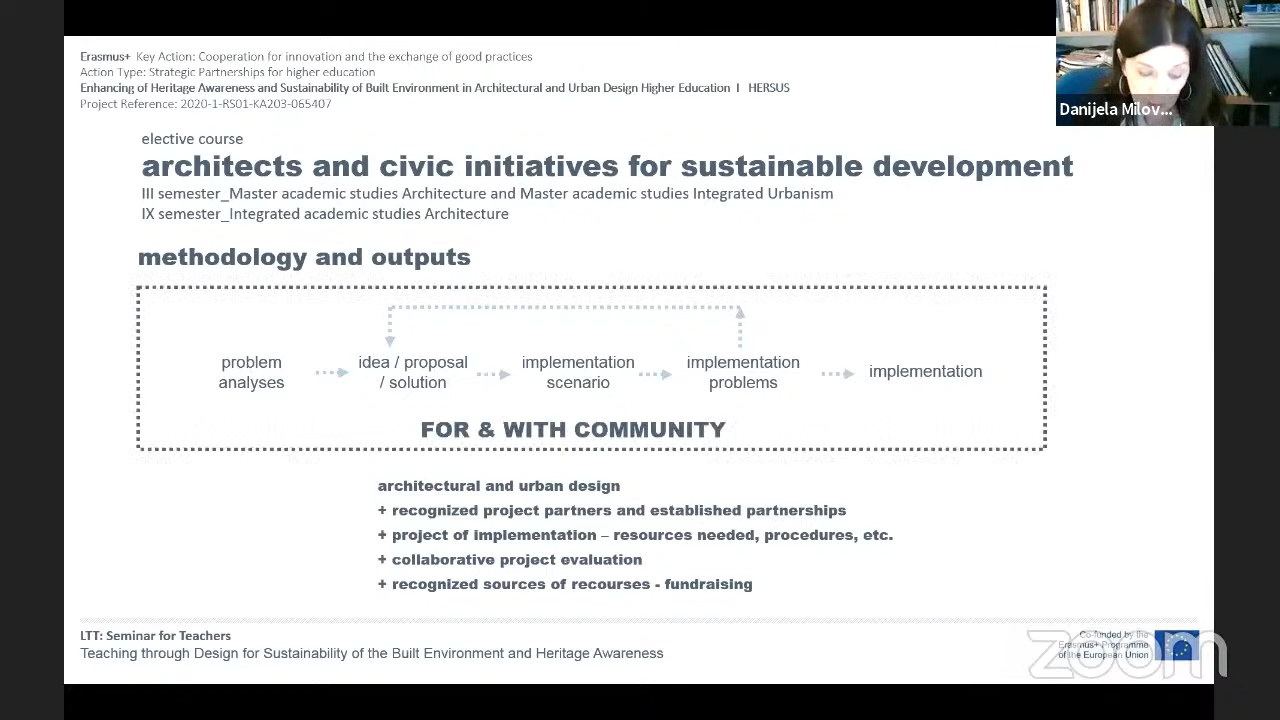 Erasmus+ Key Action: Cooperation for innovation and the exchange of good practices
Action Type: Strategic Partnerships for higher education
Enhancing of Heritage Awareness and Sustainability of Built Environment in Architectural and Urban Design Higher Education I HERSUS
Project Reference: 2020-1-RS01-KA203-065407
Danijela Milov...
elective course
architects and civic initiatives for sustainable development
III semester_Master academic studies Architecture and Master academic studies Integrated Urbanism
IX semester_Integrated academic studies Architecture
methodology and outputs
problem
analyses
idea / proposal
/ solution
implementation
scenario
implementation
problems
implementation
FOR & WITH COMMUNITY
architectural and urban design
+ recognized project partners and established partnerships
+ project of implementation – resources needed, procedures, etc.
+ collaborative project evaluation
+ recognized sources of recourses - fundraising
LTT: Seminar for Teachers
Teaching through Design for Sustainability of the Built Environment and Heritage Awareness
Co-funded by the
Erasmus+ Programme
of the European Union
zoom